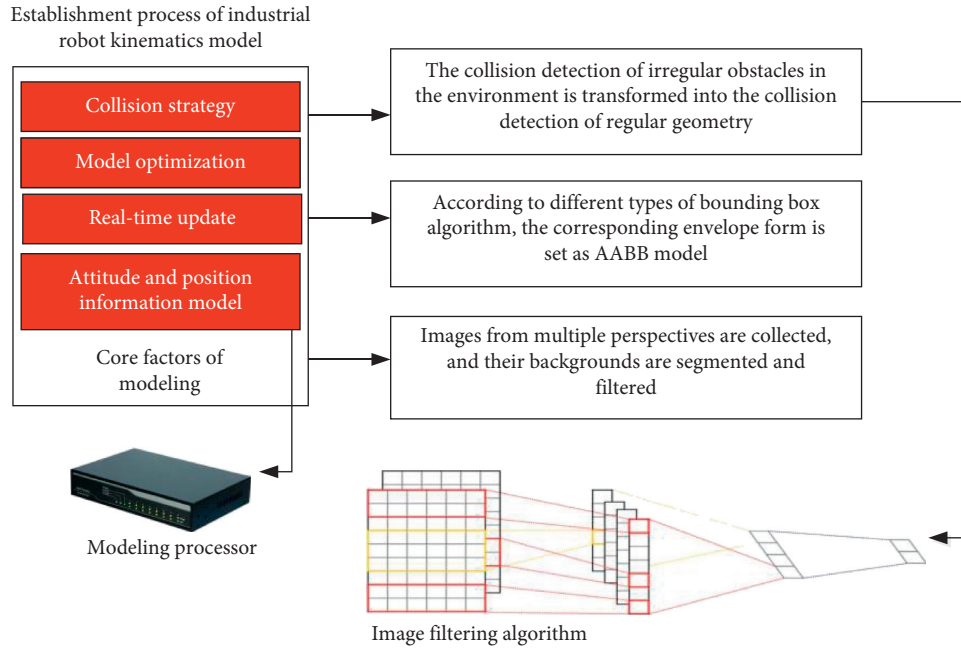 Establishment process of industrial
robot kinematics model
Collision strategy
Model optimization
Real-time update
Attitude and position
information model
Core factors of
modeling
The collision detection of irregular obstacles in
the environment is transformed into the collision
detection of regular geometry
According to different types of bounding box
algorithm, the corresponding envelope form is
set as AABB model
Images from multiple perspectives are collected,
and their backgrounds are segmented and
filtered
Modeling processor
Image filtering algorithm